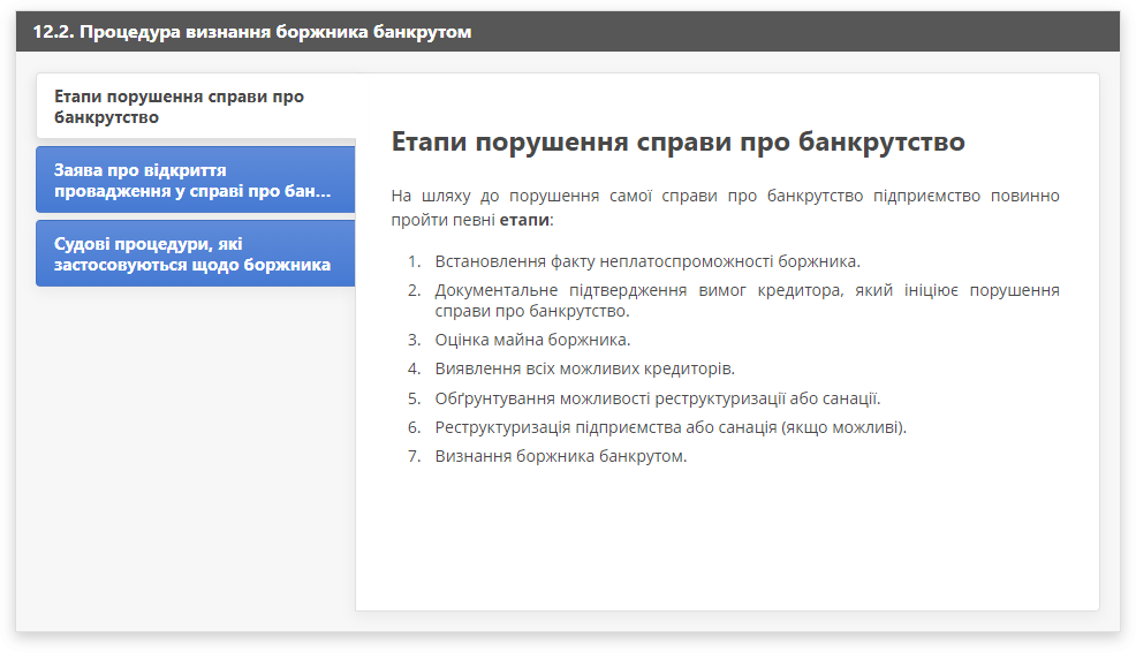 12.2. Процедура визнання боржника банкрутом
Етапи порушення справи про
банкрутство
Заява про відкриття
провадження у справі про бан...
Судові процедури, які
застосовуються щодо боржника
Етапи порушення справи про банкрутство
На шляху до порушення самої справи про банкрутство підприємство повинно
пройти певні етапи:
1. Встановлення факту неплатоспроможності боржника.
2. Документальне підтвердження вимог кредитора, який ініціює порушення
справи про банкрутство.
3. Оцінка майна боржника.
4. Виявлення всіх можливих кредиторів.
5. Обґрунтування можливості реструктуризації або санації.
6. Реструктуризація підприємства або санація (якщо можливі).
7. Визнання боржника банкрутом.